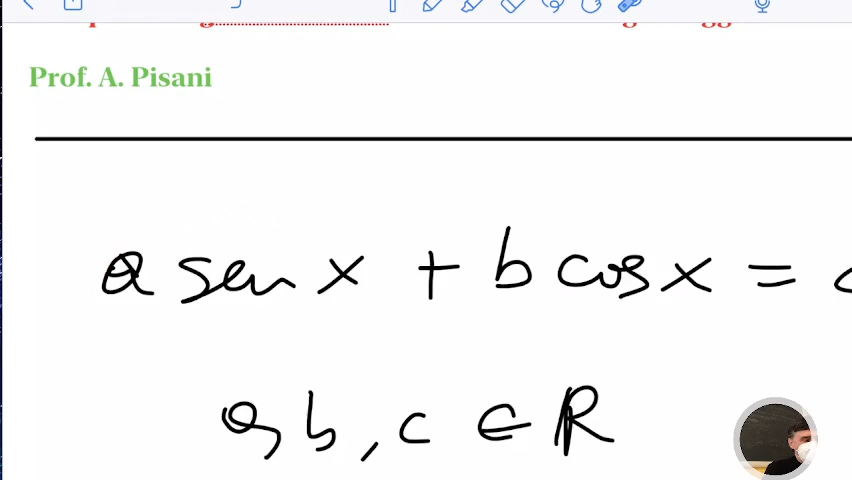 Prof. A. Pisani
a sen x + b cos x =
a, b, c ∈ R